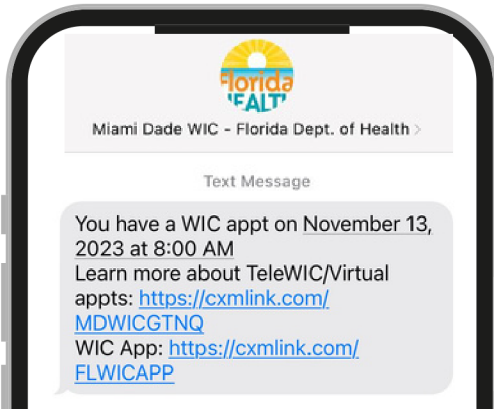 Florida
HEALTH
Miami Dade WIC - Florida Dept. of Health >
Text Message
You have a WIC appt on November 13,
2023 at 8:00 AM
Learn more about TeleWIC/Virtual
appts: https://cxmlink.com/
MDWICGTNQ
WIC App: https://cxmlink.com/
FLWICAPP